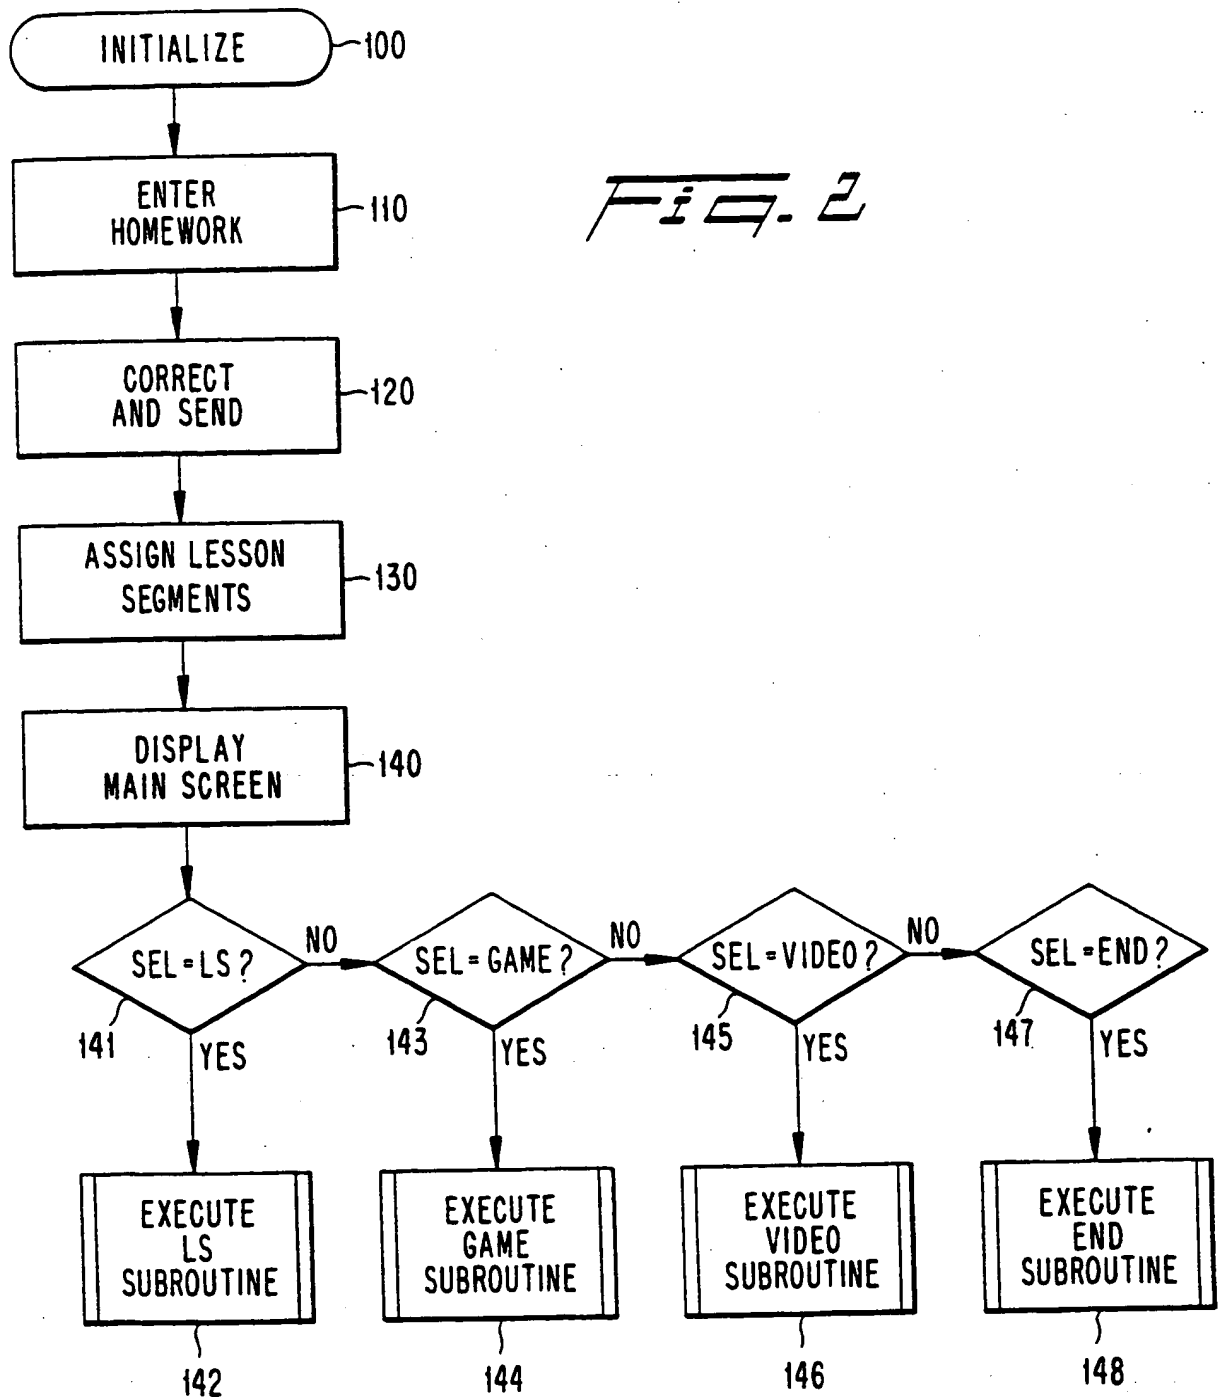 INITIALIZE
100
ENTER
HOMEWORK
110
Fig. 2
CORRECT
AND SEND
120
ASSIGN LESSON
SEGMENTS
130
DISPLAY
MAIN SCREEN
140
SEL=LS?
NO
SEL=GAME?
NO
SEL=VIDEO?
NO
SEL=END?
141
YES
143
YES
145
YES
147
YES
EXECUTE
LS
SUBROUTINE
EXECUTE
GAME
SUBROUTINE
EXECUTE
VIDEO
SUBROUTINE
EXECUTE
END
SUBROUTINE
142
144
146
148